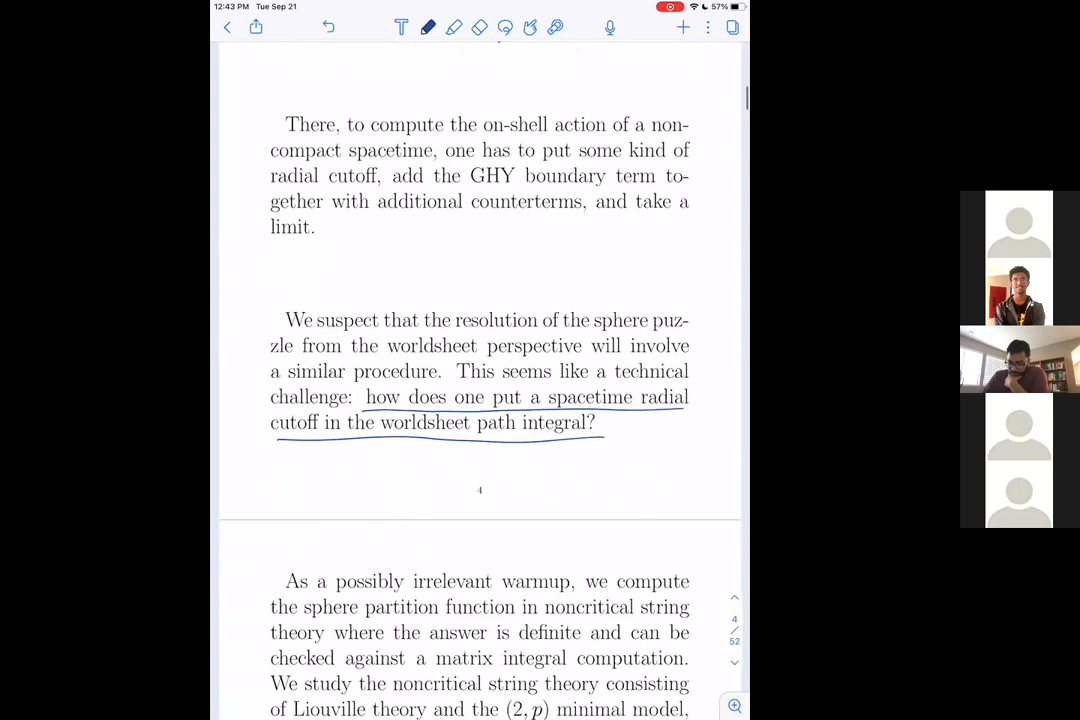 12:43 PM Tue Sep 21
57%
There, to compute the on-shell action of a non-
compact spacetime, one has to put some kind of
radial cutoff, add the GHY boundary term to-
gether with additional counterterms, and take a
limit.
We suspect that the resolution of the sphere puz-
zle from the worldsheet perspective will involve
a similar procedure. This seems like a technical
challenge: how does one put a spacetime radial
cutoff in the worldsheet path integral?
4
As a possibly irrelevant warmup, we compute
the sphere partition function in noncritical string
theory where the answer is definite and can be
checked against a matrix integral computation.
We study the noncritical string theory consisting
of Liouville theory and the (2, p) minimal model,
4
/
52